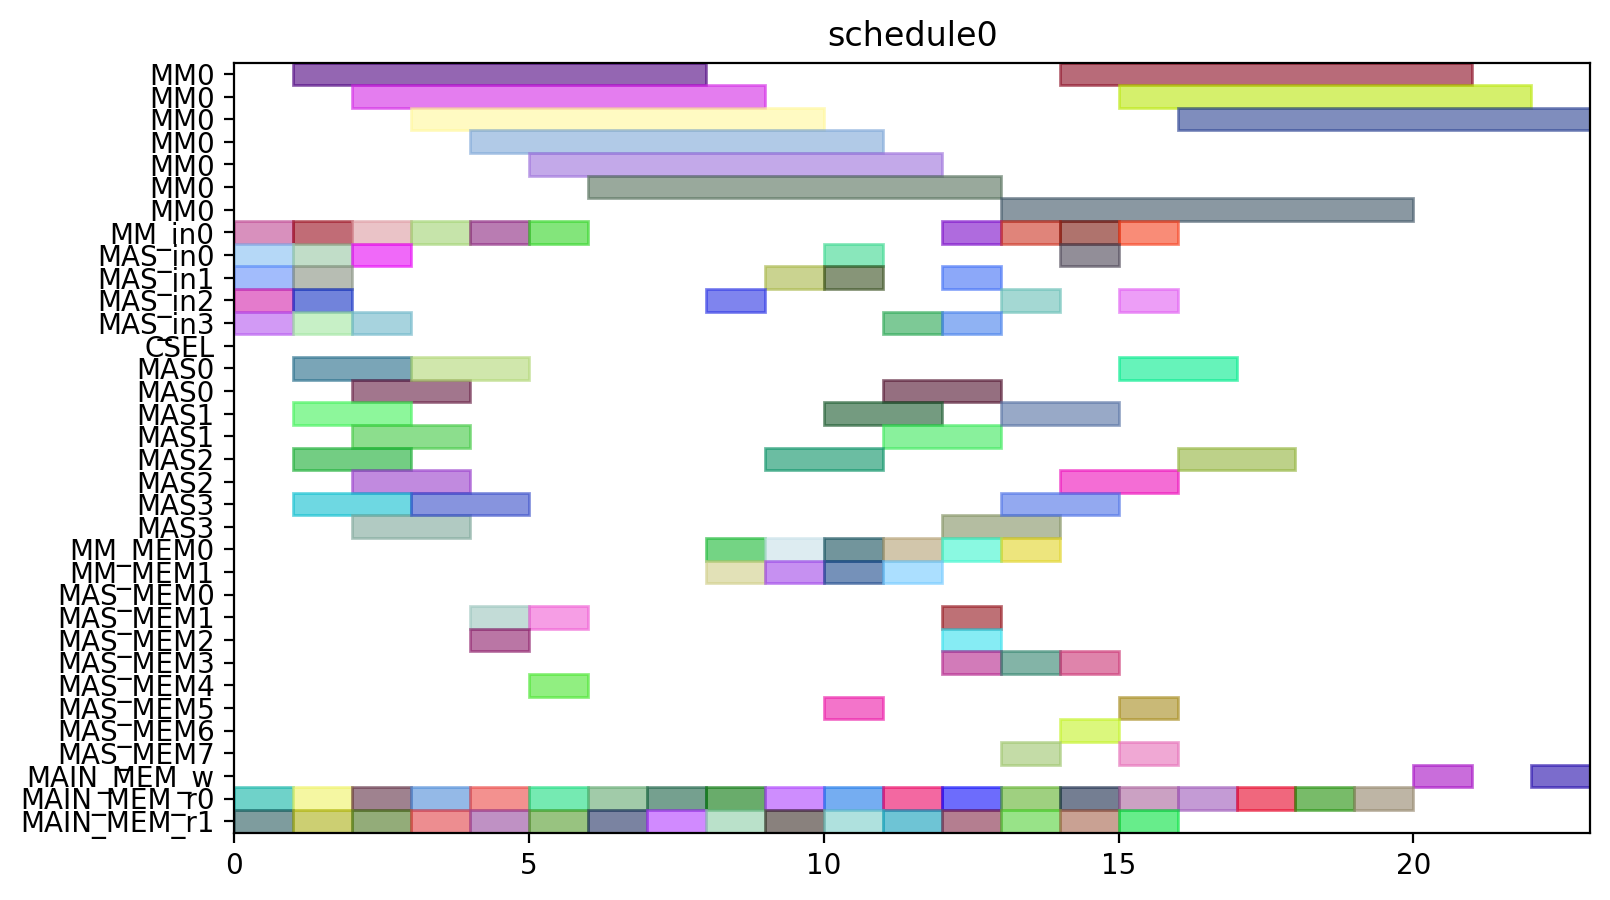 schedule0
MM0
MM0
MM0
MM0
MM0
MM0
MM0
MM_in0
MAS_in0
MAS_in1
MAS_in2
MAS_in3
CSEL
MAS0
MAS0
MAS1
MAS1
MAS2
MAS2
MAS3
MAS3
MM_MEM0
MM_MEM1
MAS_MEM0
MAS_MEM1
MAS_MEM2
MAS_MEM3
MAS_MEM4
MAS_MEM5
MAS_MEM6
MAS_MEM7
MAIN_MEM_w
MAIN_MEM_r0
MAIN_MEM_r1
0 5 10 15 20